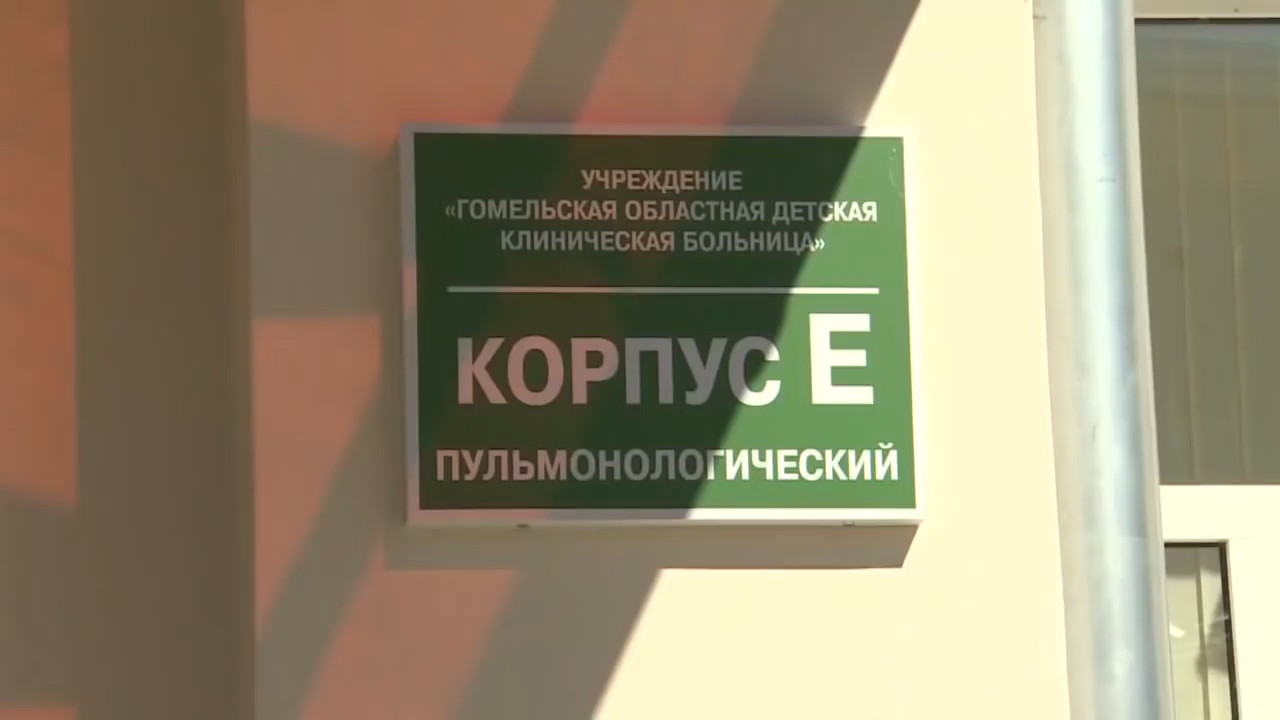 УЧРЕЖДЕНИЕ
«ГОМЕЛЬСКАЯ ОБЛАСТНАЯ ДЕТСКАЯ
КЛИНИЧЕСКАЯ БОЛЬНИЦА»
КОРПУС Е
ПУЛЬМОНОЛОГИЧЕСКИЙ